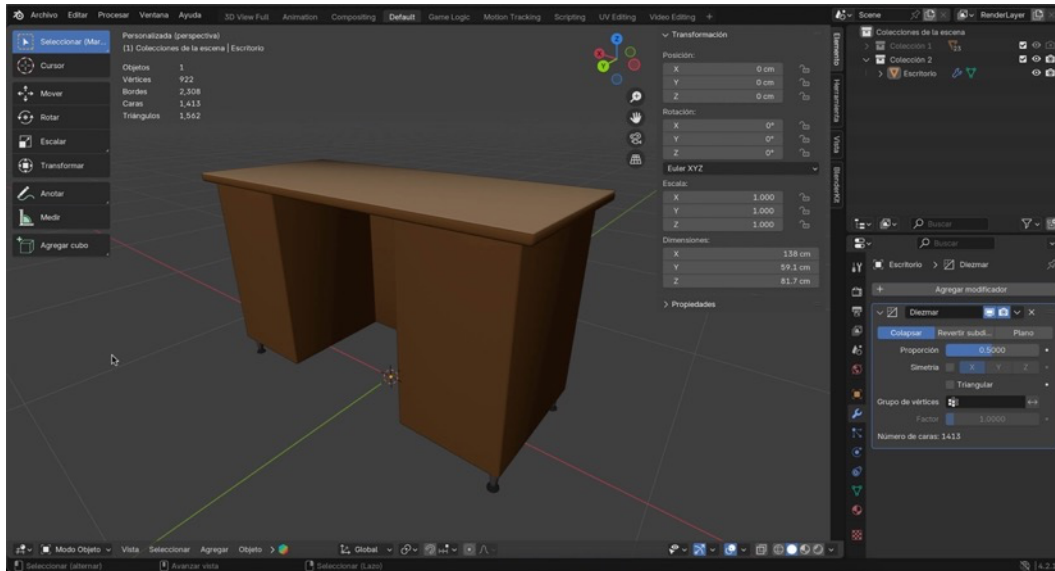 Archivo Editar Procesar Ventana Ayuda 3D View Full Animation Compositing Default Game Logic Motion Tracking Scripting UV Editing Video Editing +
Scene RenderLayer
Seleccionar (Mar...
Cursor
Mover
Rotar
Escalar
Transformar
Anotar
Medir
Agregar cubo
Personalizada (perspectiva)
(1) Colecciones de la escena | Escritorio
Objetos 1
Vértices 922
Bordes 2,308
Caras 1,413
Triángulos 1,562
X
Y
Z
Transformación
Posición:
X 0 cm
Y 0 cm
Z 0 cm
Rotación:
X 0°
Y 0°
Z 0°
Euler XYZ
Escala:
X 1.000
Y 1.000
Z 1.000
Dimensiones:
X 138 cm
Y 59.1 cm
Z 81.7 cm
Propiedades
Elemento
Herramienta
Vista
BlenderKit
Colecciones de la escena
Colección 1 23
Colección 2
Escritorio
Buscar
Buscar
Escritorio > Diezmar
+ Agregar modificador
Diezmar
Colapsar Revertir subdi... Plano
Proporción 0.5000
Simetría X Y Z
Triangular
Grupo de vértices
Factor 1.0000
Número de caras: 1413
Modo Objeto Vista Seleccionar Agregar Objeto Global
Seleccionar (alternar) Avanzar vista Seleccionar (Lazo) 4.2.